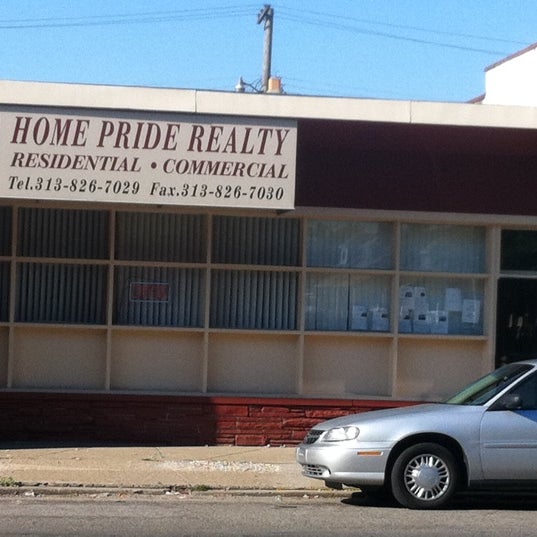 HOME PRIDE REALTY
RESIDENTIAL • COMMERCIAL
Tel.313-826-7029 Fax.313-826-7030